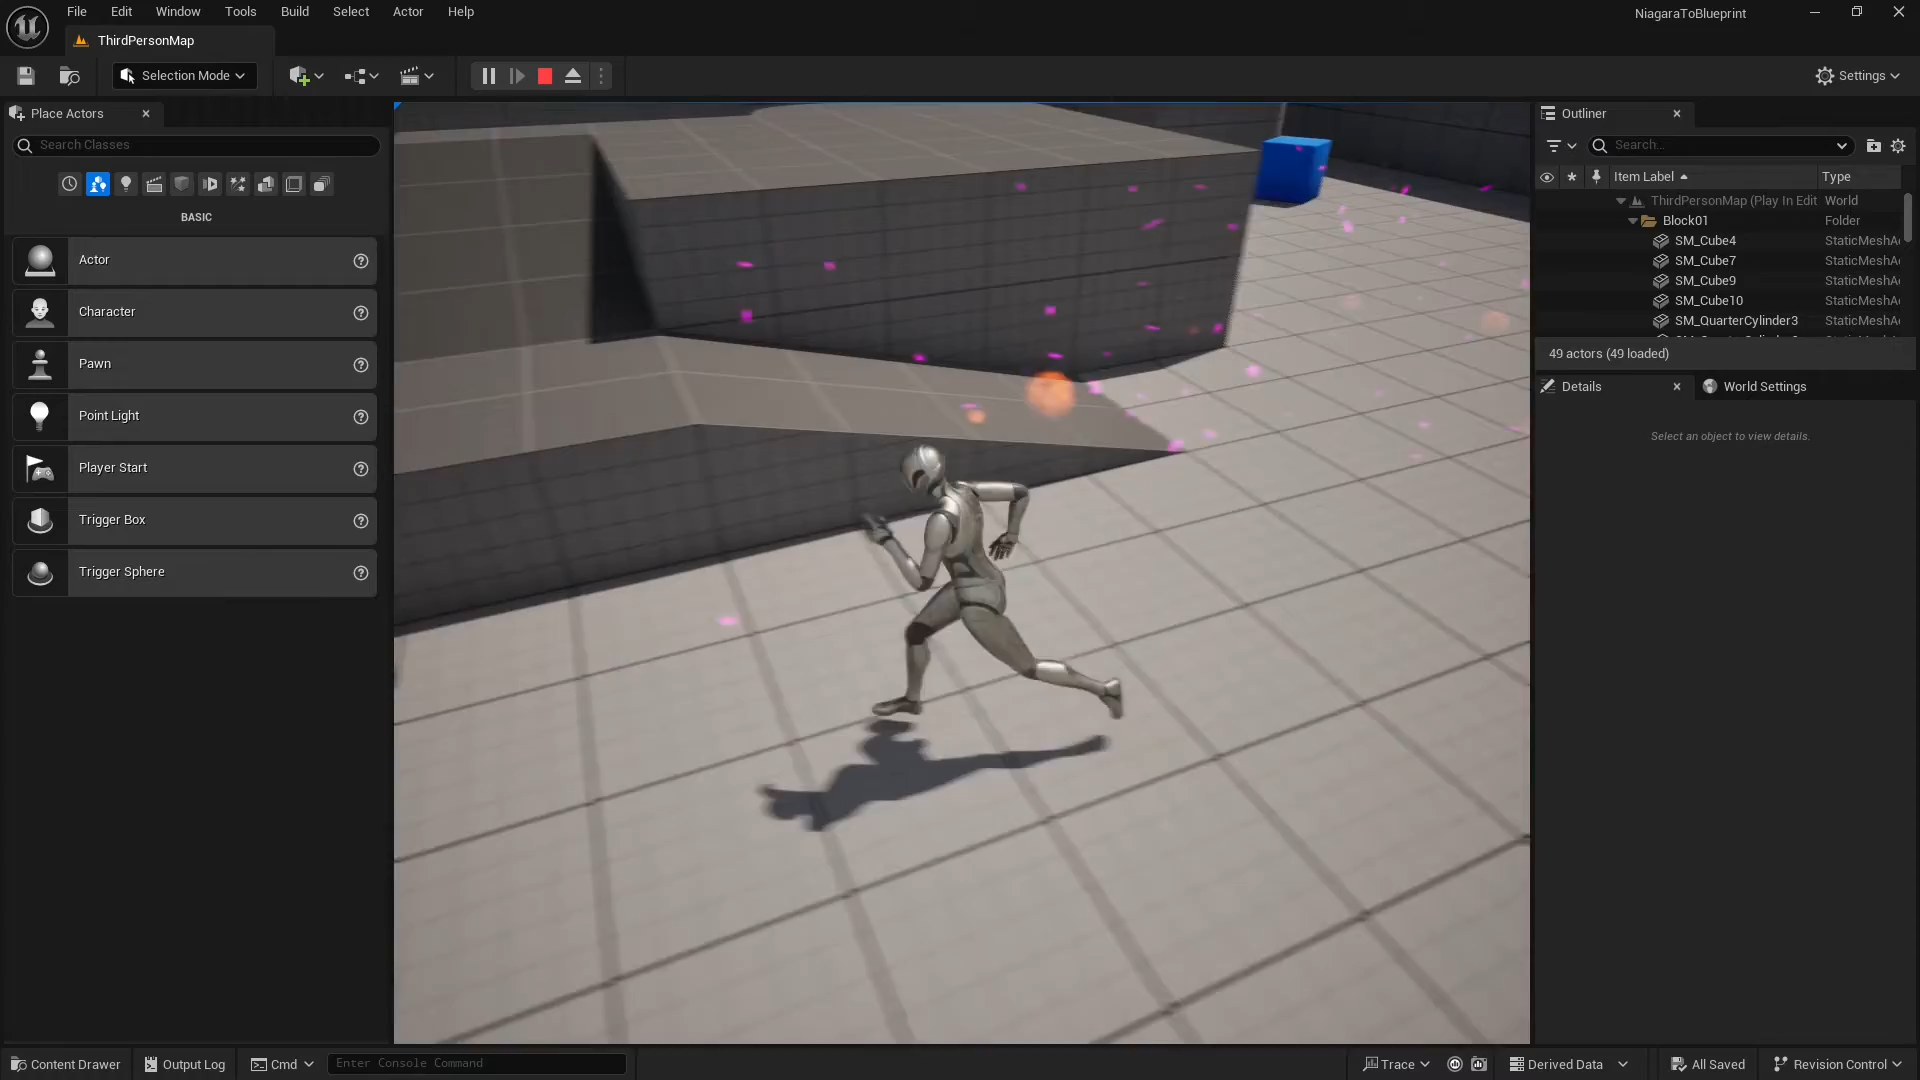 File Edit Window Tools Build Select Actor Help
NiagaraToBlueprint
ThirdPersonMap
Selection Mode
Settings
Place Actors
Search Classes
BASIC
Actor
Character
Pawn
Point Light
Player Start
Trigger Box
Trigger Sphere
Outliner
Search...
Item Label Type
ThirdPersonMap (Play In Edit World
Block01 Folder
SM_Cube4 StaticMeshA
SM_Cube7 StaticMeshA
SM_Cube9 StaticMeshA
SM_Cube10 StaticMeshA
SM_QuarterCylinder3 StaticMeshA
49 actors (49 loaded)
Details World Settings
Select an object to view details.
Content Drawer Output Log Cmd Enter Console Command Trace Derived Data All Saved Revision Control